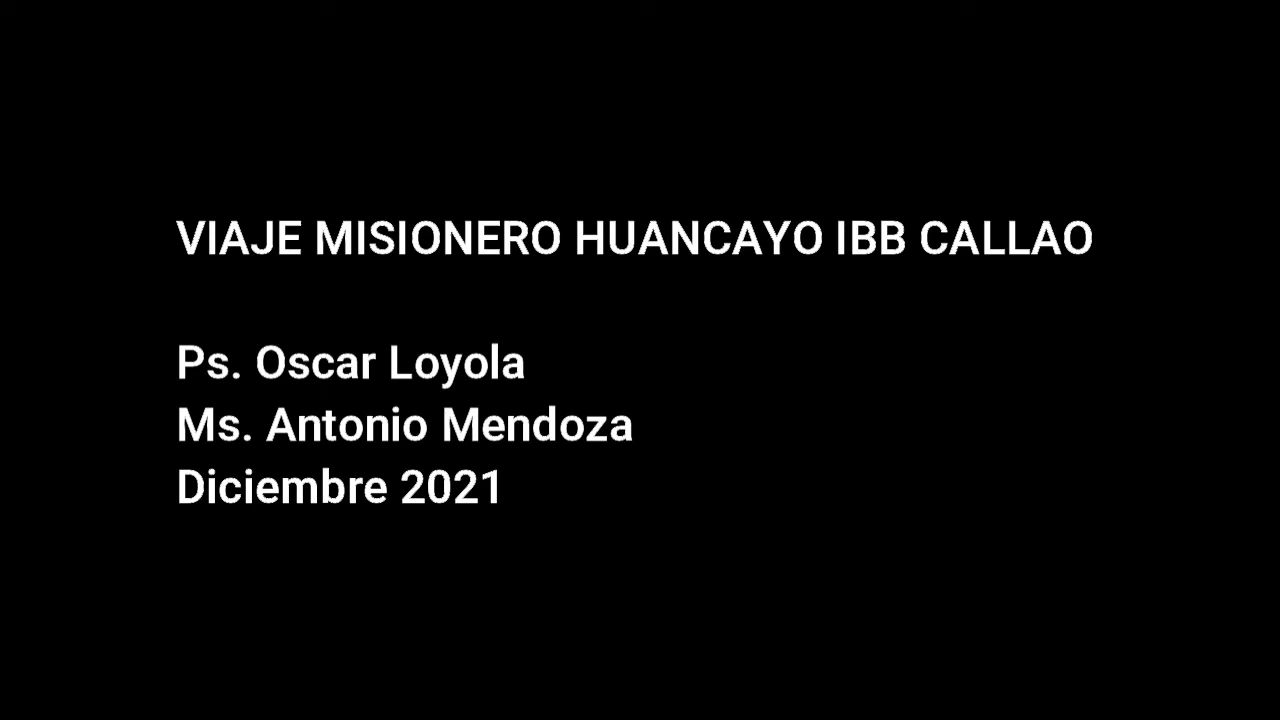 VIAJE MISIONERO HUANCAYO IBB CALLAO
Ps. Oscar Loyola
Ms. Antonio Mendoza
Diciembre 2021